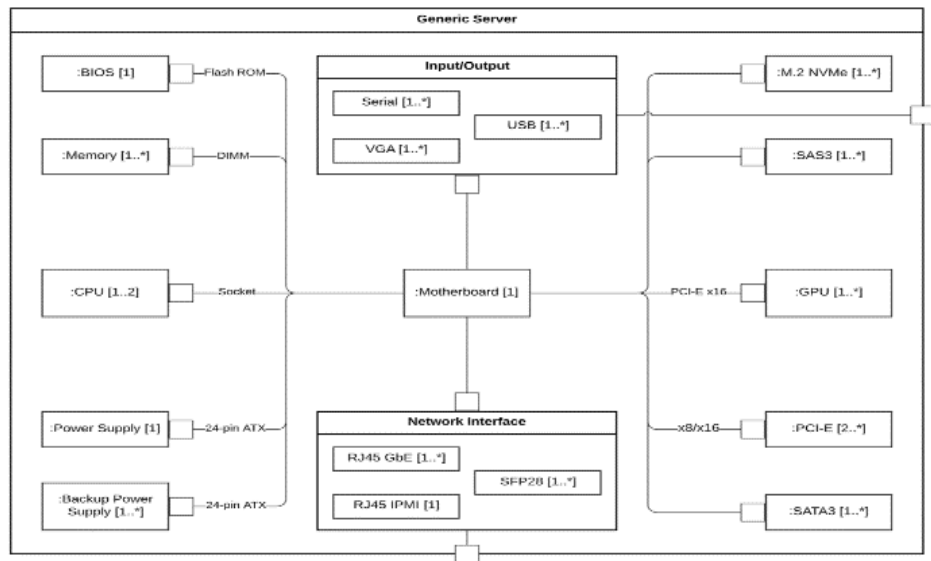 Generic Server
:BIOS [1]
Flash ROM
Input/Output
:M.2 NVMe [1..*]
Serial [1..*]
USB [1..*]
VGA [1..*]
:Memory [1..*]
DIMM
:SAS3 [1..*]
:CPU [1..2]
Socket
:Motherboard [1]
PCI-E x16
:GPU [1..*]
:Power Supply [1]
24-pin ATX
Network Interface
x8/x16
:PCI-E [2..*]
RJ45 GbE [1..*]
SFP28 [1..*]
RJ45 IPMI [1]
:Backup Power
Supply [1..*]
24-pin ATX
:SATA3 [1..*]